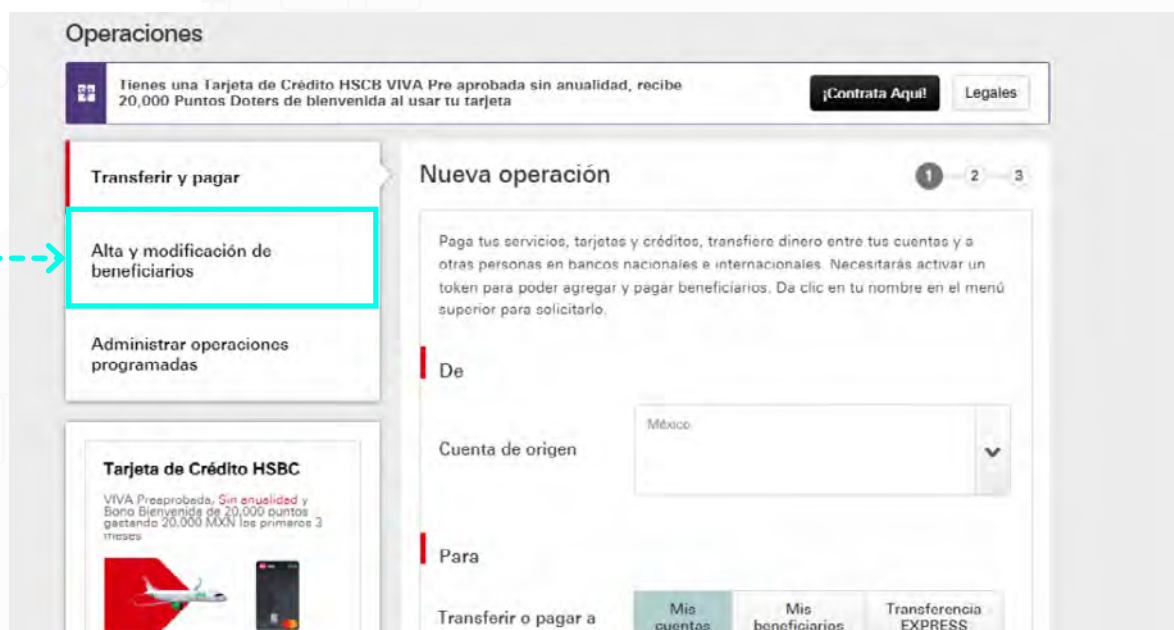 Operaciones
Tienes una Tarjeta de Crédito HSCB VIVA Pre aprobada sin anualidad, recibe
20,000 Puntos Doters de bienvenida al usar tu tarjeta
¡Contrata Aquí!
Legales
Transferir y pagar
Alta y modificación de
beneficiarios
Administrar operaciones
programadas
Tarjeta de Crédito HSBC
VIVA Preaprobada, Sin anualidad y
Bono Bienvenida de 20,000 puntos
gastando 20,000 MXN los primeros 3
meses
Nueva operación
1 2 3
Paga tus servicios, tarjetas y créditos, transfiere dinero entre tus cuentas y a
otras personas en bancos nacionales e internacionales. Necesitarás activar un
token para poder agregar y pagar beneficiarios. Da clic en tu nombre en el menú
superior para solicitarlo.
De
Cuenta de origen
México
Para
Transferir o pagar a
Mis
cuentas
Mis
beneficiarios
Transferencia
EXPRESS